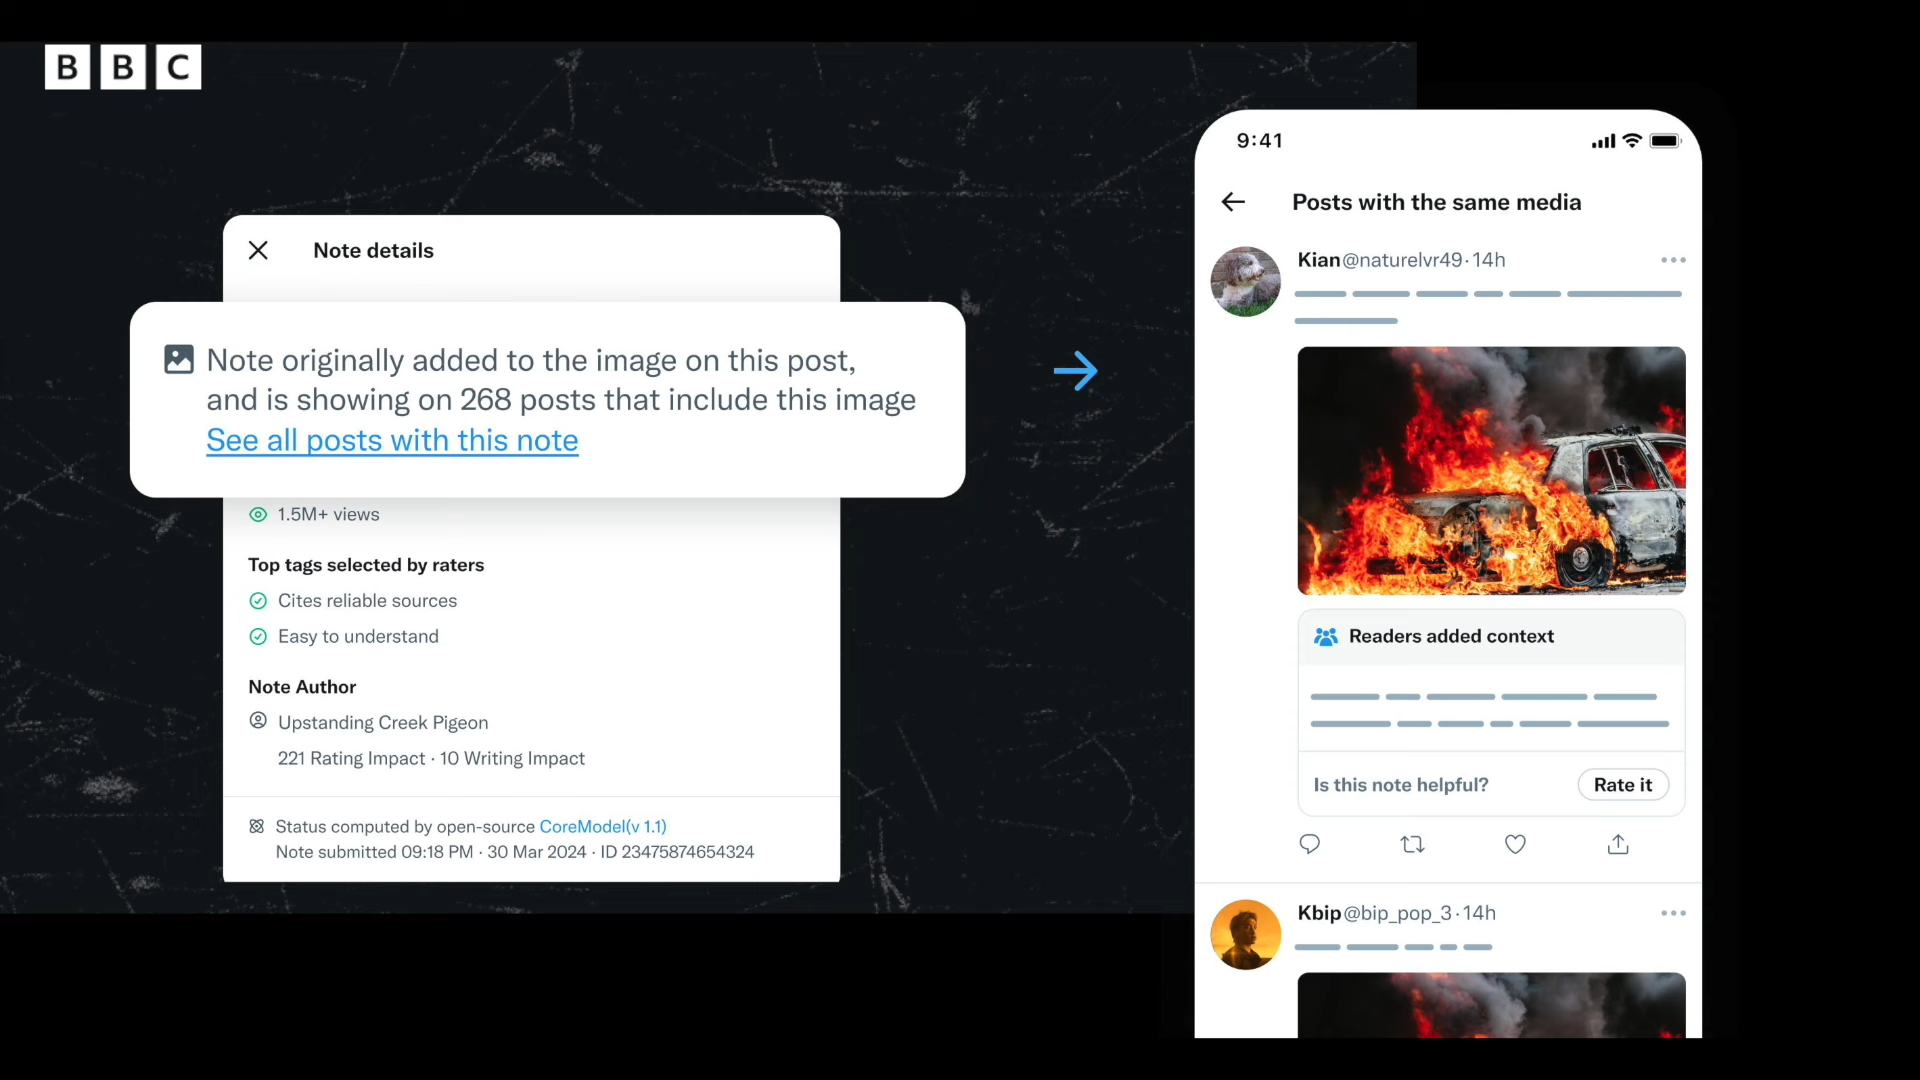 BBC
Note details
Note originally added to the image on this post,
and is showing on 268 posts that include this image
See all posts with this note
1.5M+ views
Top tags selected by raters
Cites reliable sources
Easy to understand
Note Author
Upstanding Creek Pigeon
221 Rating Impact · 10 Writing Impact
Status computed by open-source CoreModel(v 1.1)
Note submitted 09:18 PM · 30 Mar 2024 · ID 23475874654324
9:41
Posts with the same media
Kian@naturelvr49·14h
Readers added context
Is this note helpful?
Rate it
Kbip@bip_pop_3·14h